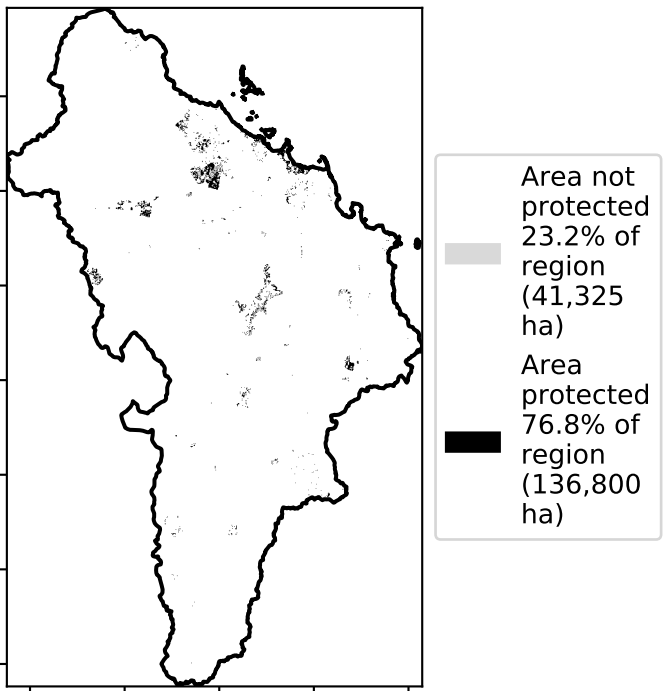 Area not
protected
23.2% of
region
(41,325
ha)
Area
protected
76.8% of
region
(136,800
ha)